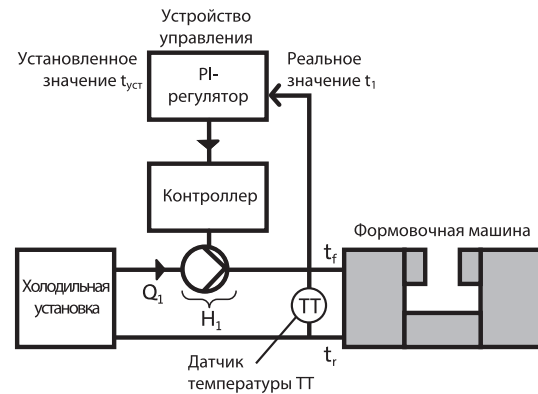 Устройство
управления
Установленное
значение tуст
PI-
регулятор
Реальное
значение t1
Контроллер
Формовочная машина
tf
Холодильная
установка
Q1
H1
TT
tr
Датчик
температуры TT